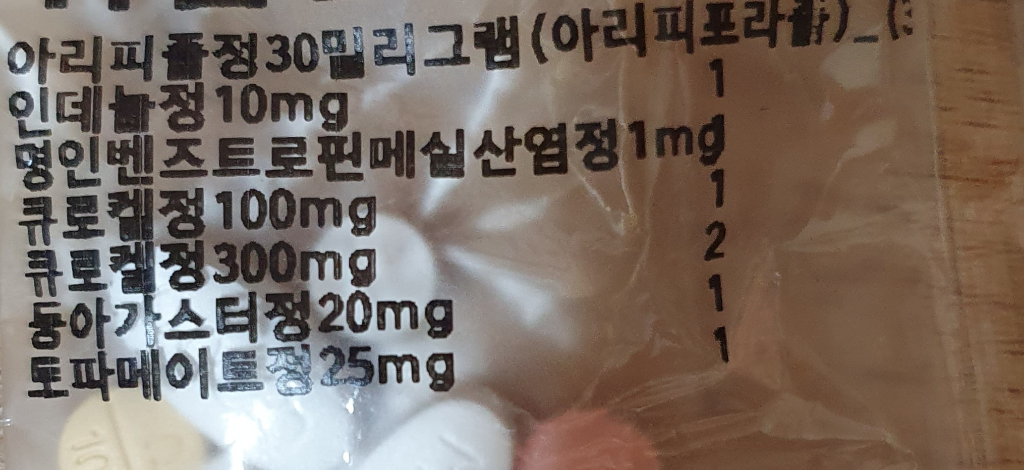 아리피졸정30밀리그램(아리피프라졸)_(
1
인데놀정10mg
명인벤즈트로핀메실산염정1mg
1
큐로켈정100mg
2
큐로켈정300mg
1
동아가스터정20mg
1
토파메이트정25mg